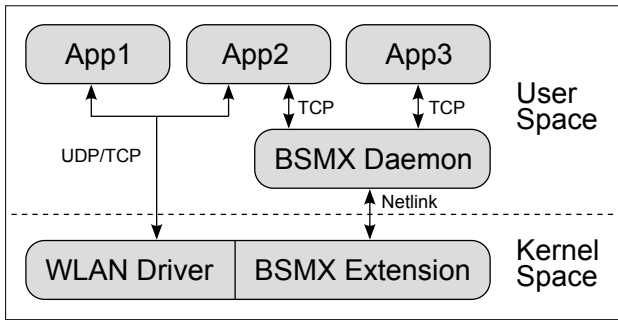 App1
App2
App3
User
Space
TCP
TCP
UDP/TCP
BSMX Daemon
Netlink
WLAN Driver
BSMX Extension
Kernel
Space